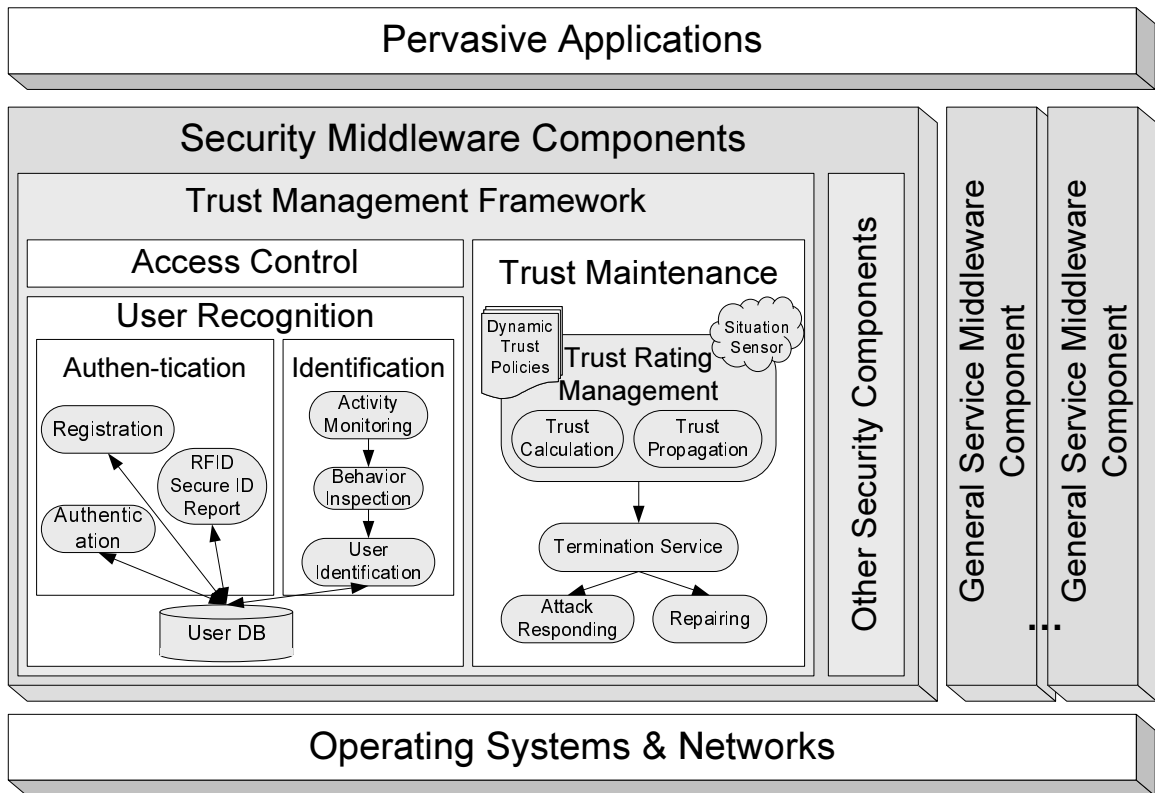 Pervasive Applications
Security Middleware Components
Trust Management Framework
Access Control
User Recognition
Authen-tication
Registration
RFID
Secure ID
Report
Authentic
ation
Identification
Activity
Monitoring
Behavior
Inspection
User
Identification
User DB
Trust Maintenance
Dynamic
Trust
Policies
Situation
Sensor
Trust Rating
Management
Trust
Calculation
Trust
Propagation
Termination Service
Attack
Responding
Repairing
Other Security Components
General Service Middleware
Component
...
General Service Middleware
Component
Operating Systems & Networks